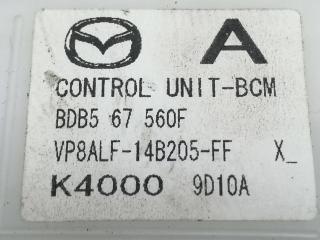 A
CONTROL UNIT-BCM
BDB5 67 560F
VP8ALF-14B205-FF X_
K4000 9D10A